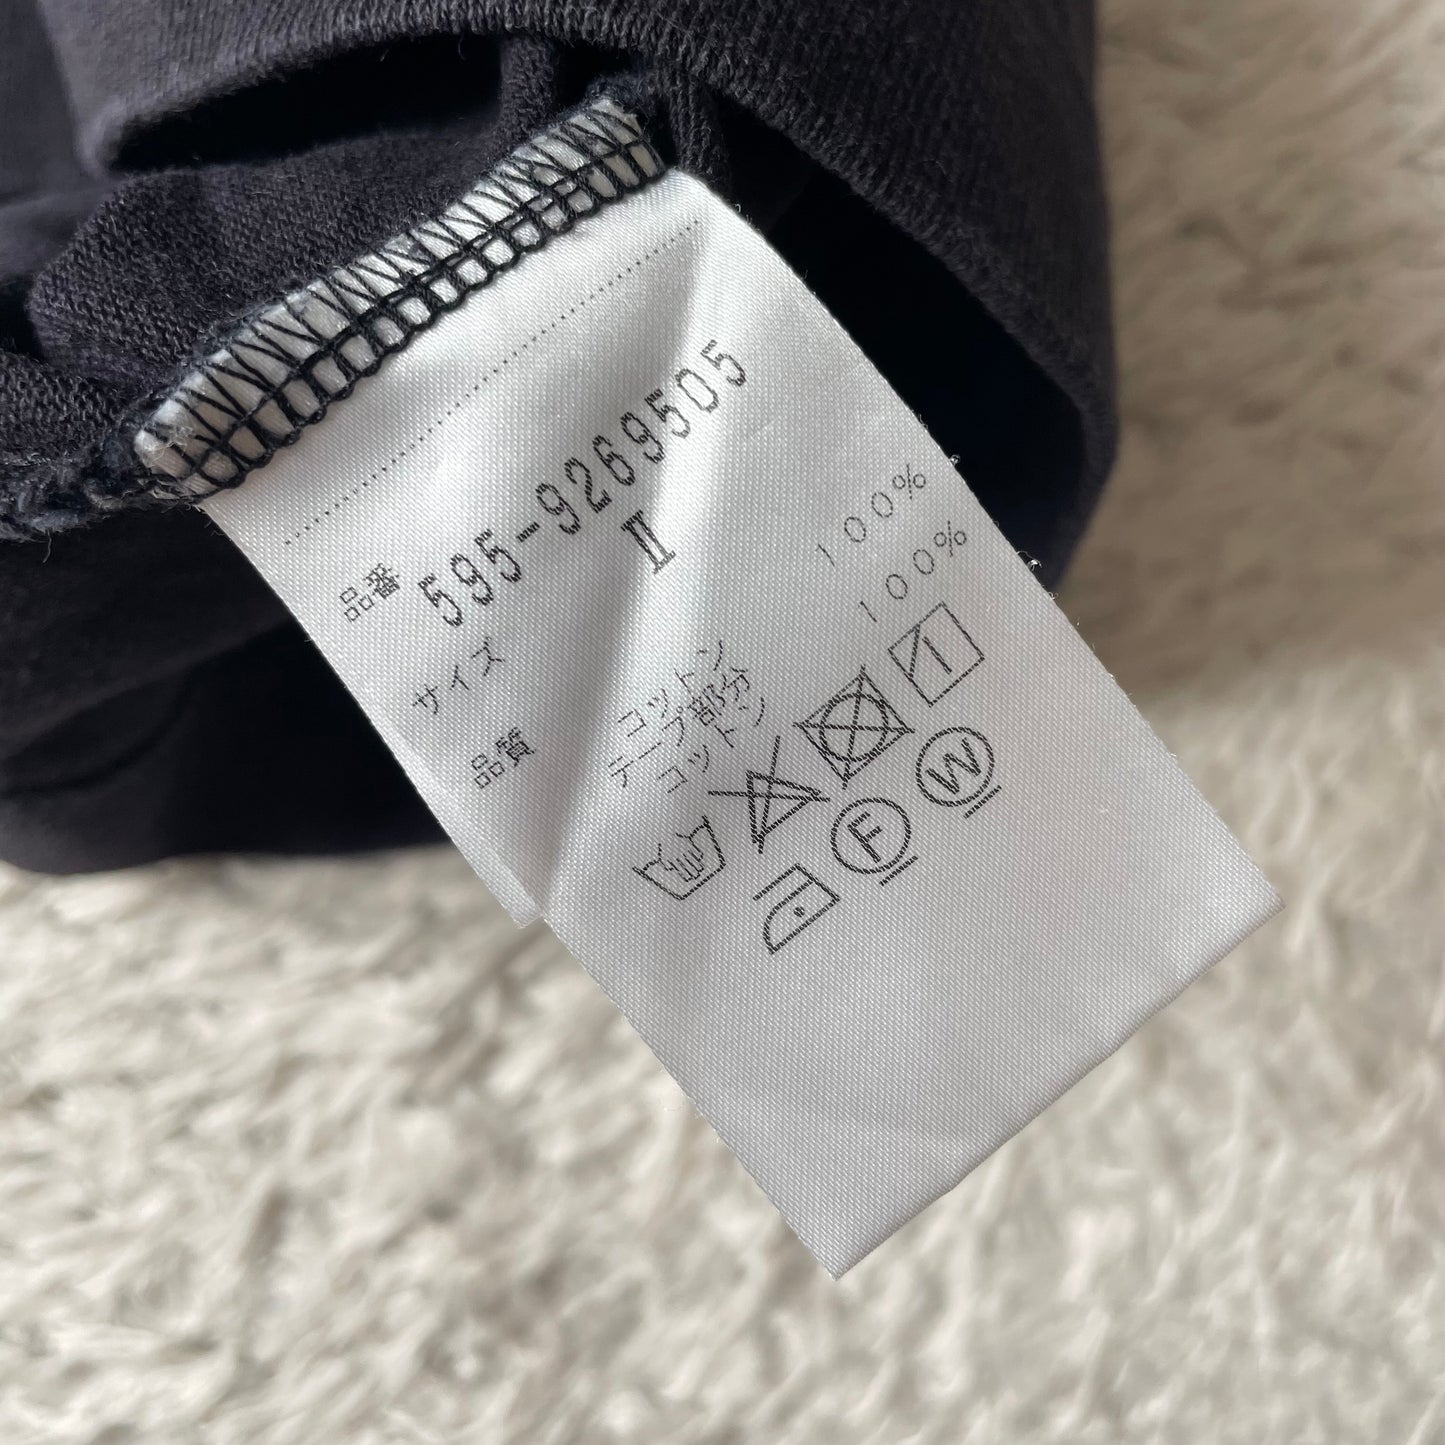 品番 595-9269505
サイズ Ⅱ
品質 コットン 100%
テープ部分
コットン 100%
F W